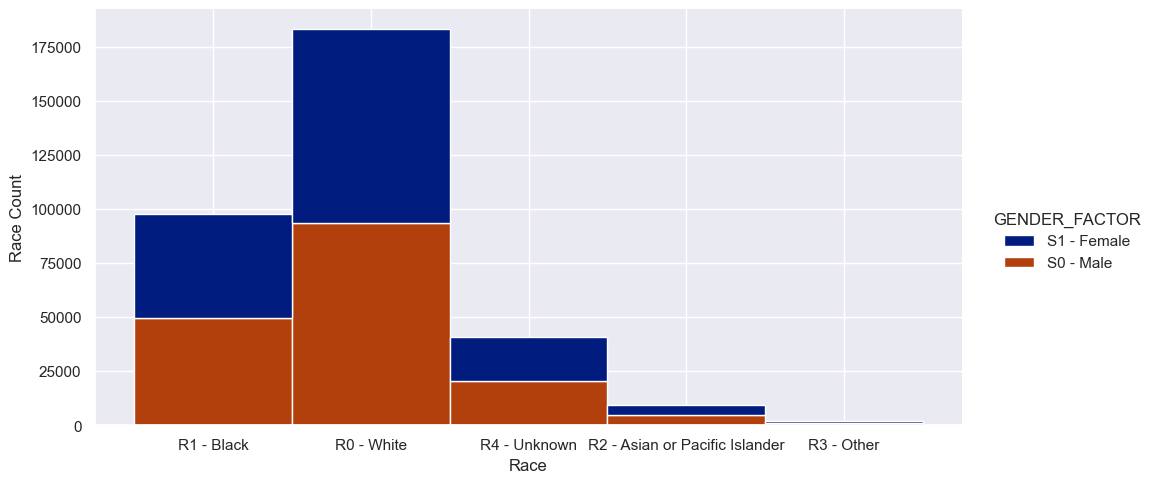 175000
150000
125000
100000
75000
50000
25000
0
Race Count
R1 - Black
R0 - White
R4 - Unknown
R2 - Asian or Pacific Islander
R3 - Other
Race
GENDER_FACTOR
S1 - Female
S0 - Male